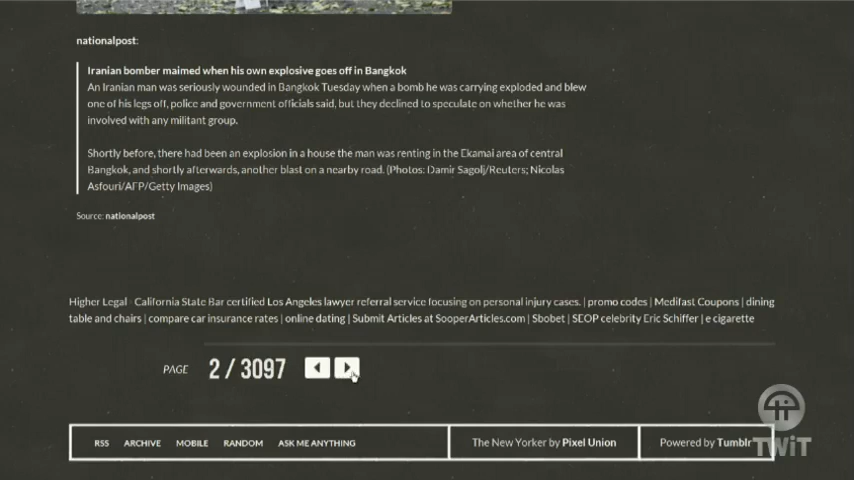 nationalpost:
Iranian bomber maimed when his own explosive goes off in Bangkok
An Iranian man was seriously wounded in Bangkok Tuesday when a bomb he was carrying exploded and blew
one of his legs off, police and government officials said, but they declined to speculate on whether he was
involved with any militant group.
Shortly before, there had been an explosion in a house the man was renting in the Ekamai area of central
Bangkok, and shortly afterwards, another blast on a nearby road. (Photos: Damir Sagolj/Reuters; Nicolas
Asfouri/AFP/Getty Images)
Source: nationalpost
Higher Legal - California State Bar certified Los Angeles lawyer referral service focusing on personal injury cases. | promo codes | Medifast Coupons | dining
table and chairs | compare car insurance rates | online dating | Submit Articles at SooperArticles.com | Sbobet | SEOP celebrity Eric Schiffer | e cigarette
PAGE 2 / 3097
RSS ARCHIVE MOBILE RANDOM ASK ME ANYTHING The New Yorker by Pixel Union Powered by Tumblr
TWiT